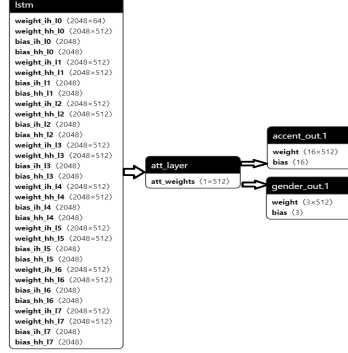 lstm
weight_ih_l0 (2048×64)
weight_hh_l0 (2048×512)
bias_ih_l0 (2048)
bias_hh_l0 (2048)
weight_ih_l1 (2048×512)
weight_hh_l1 (2048×512)
bias_ih_l1 (2048)
bias_hh_l1 (2048)
weight_ih_l2 (2048×512)
weight_hh_l2 (2048×512)
bias_ih_l2 (2048)
bias_hh_l2 (2048)
weight_ih_l3 (2048×512)
weight_hh_l3 (2048×512)
bias_ih_l3 (2048)
bias_hh_l3 (2048)
weight_ih_l4 (2048×512)
weight_hh_l4 (2048×512)
bias_ih_l4 (2048)
bias_hh_l4 (2048)
weight_ih_l5 (2048×512)
weight_hh_l5 (2048×512)
bias_ih_l5 (2048)
bias_hh_l5 (2048)
weight_ih_l6 (2048×512)
weight_hh_l6 (2048×512)
bias_ih_l6 (2048)
bias_hh_l6 (2048)
weight_ih_l7 (2048×512)
weight_hh_l7 (2048×512)
bias_ih_l7 (2048)
bias_hh_l7 (2048)
att_layer
att_weights (1×512)
accent_out.1
weight (16×512)
bias (16)
gender_out.1
weight (3×512)
bias (3)